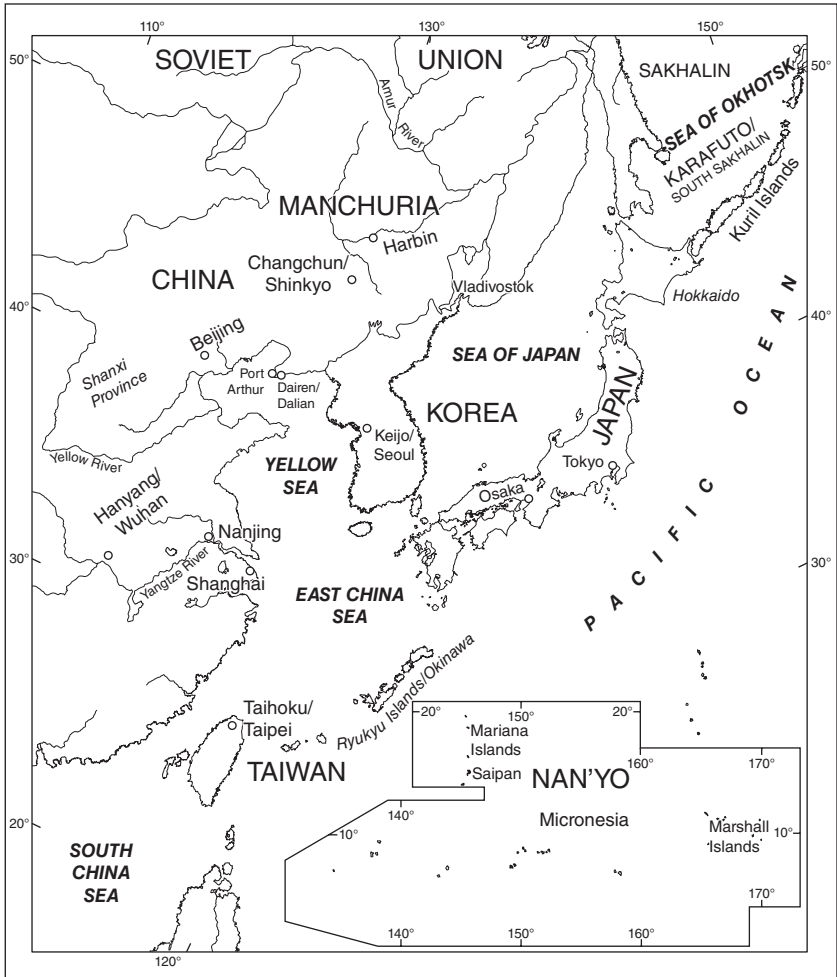 110°
130°
150°
50°
SOVIET
UNION
SAKHALIN
50°
Amur
River
SEA OF OKHOTSK
KARAFUTO/
SOUTH SAKHALIN
Kuril Islands
MANCHURIA
Harbin
CHINA
Changchun/
Shinkyo
Vladivostok
Hokkaido
40°
40°
Beijing
SEA OF JAPAN
Shanxi
Province
Port
Arthur
Dairen/
Dalian
KOREA
JAPAN
Keijo/
Seoul
Yellow River
YELLOW
SEA
Tokyo
Osaka
Hanyang/
Wuhan
Nanjing
Yangtze River
Shanghai
30°
30°
EAST CHINA
SEA
PACIFIC OCEAN
Ryukyu Islands/Okinawa
Taihoku/
Taipei
TAIWAN
20°
150°
20°
Mariana
Islands
Saipan
160°
170°
NAN'YO
140°
Micronesia
10°
Marshall
Islands
10°
20°
SOUTH
CHINA
SEA
170°
140°
150°
160°
120°